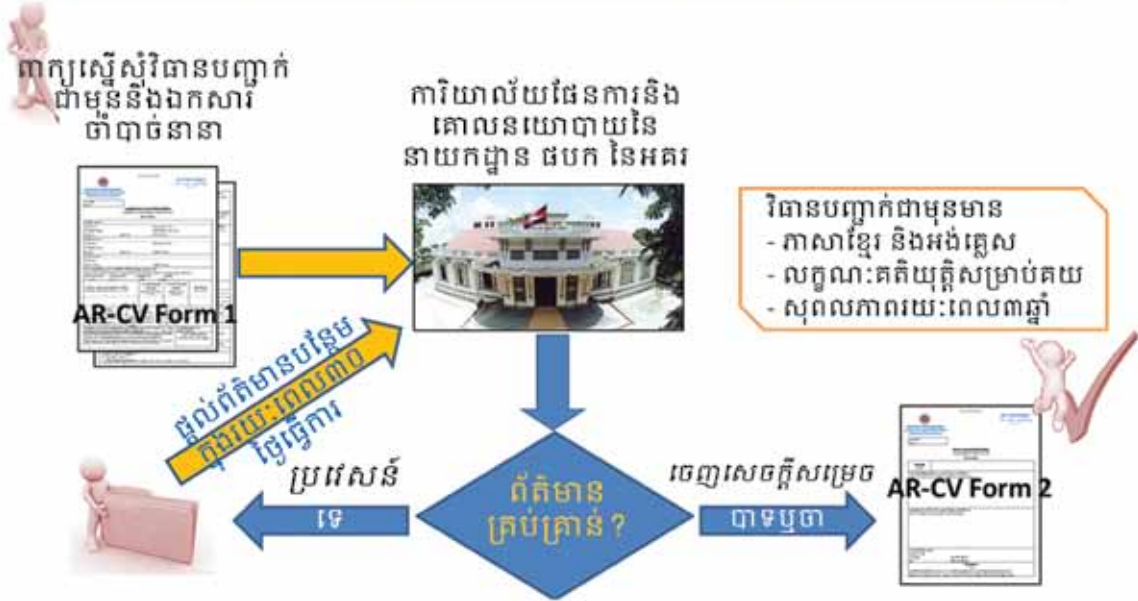 ពាក្យស្នើសុំវិធានបញ្ជាក់
ជាមុននិងឯកសារ
ចាំបាច់នានា
AR-CV Form 1
ការិយាល័យផែនការនិង
គោលនយោបាយនៃ
នាយកដ្ឋាន ផបក នៃអគរ
វិធានបញ្ជាក់ជាមុនមាន
- ភាសាខ្មែរ និងអង់គ្លេស
- លក្ខណៈគតិយុត្តិសម្រាប់គយ
- សុពលភាពរយៈពេល៣ឆ្នាំ
ផ្តល់ព័ត៌មានបន្ថែម
ក្នុងរយៈពេល៣០
ថ្ងៃធ្វើការ
ប្រវេសន៍
ទេ
ព័ត៌មាន
គ្រប់គ្រាន់?
ចេញសេចក្តីសម្រេច
បាទឬចា
AR-CV Form 2